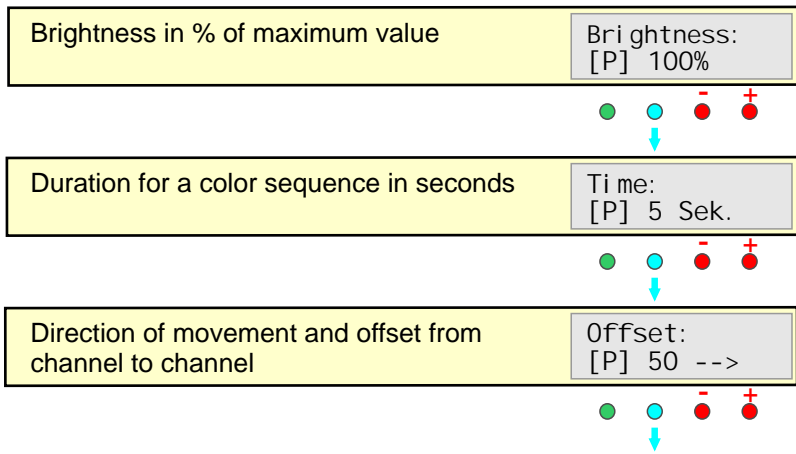 Brightness in % of maximum value
Brightness:
[P] 100%
- +
Duration for a color sequence in seconds
Time:
[P] 5 Sek.
- +
Direction of movement and offset from
channel to channel
Offset:
[P] 50 -->
- +